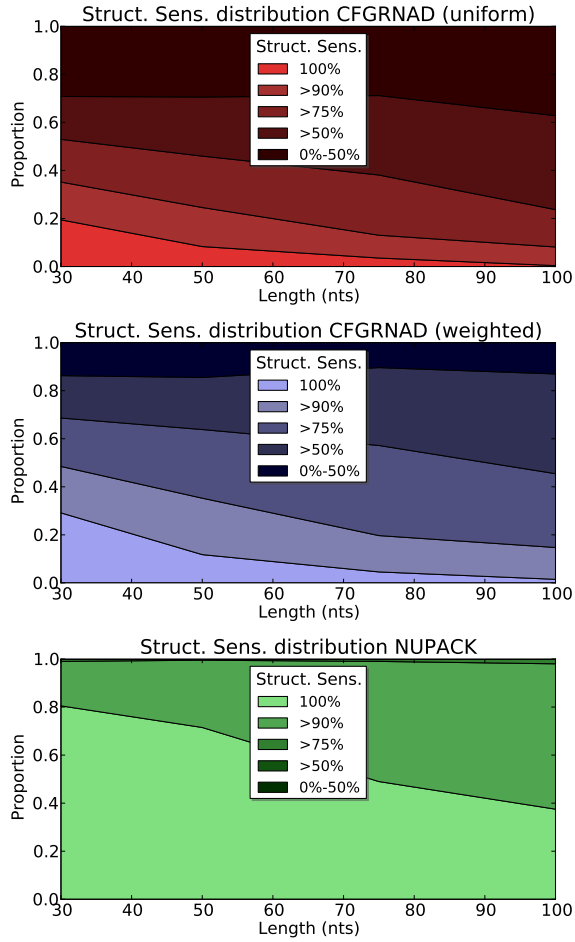 Struct. Sens. distribution CFGRNAD (uniform)
1.0
0.8
0.6
0.4
0.2
0.0
Proportion
Struct. Sens.
100%
>90%
>75%
>50%
0%-50%
30 40 50 60 70 80 90 100
Length (nts)
Struct. Sens. distribution CFGRNAD (weighted)
1.0
0.8
0.6
0.4
0.2
0.0
Proportion
Struct. Sens.
100%
>90%
>75%
>50%
0%-50%
30 40 50 60 70 80 90 100
Length (nts)
Struct. Sens. distribution NUPACK
1.0
0.8
0.6
0.4
0.2
0.0
Proportion
Struct. Sens.
100%
>90%
>75%
>50%
0%-50%
30 40 50 60 70 80 90 100
Length (nts)